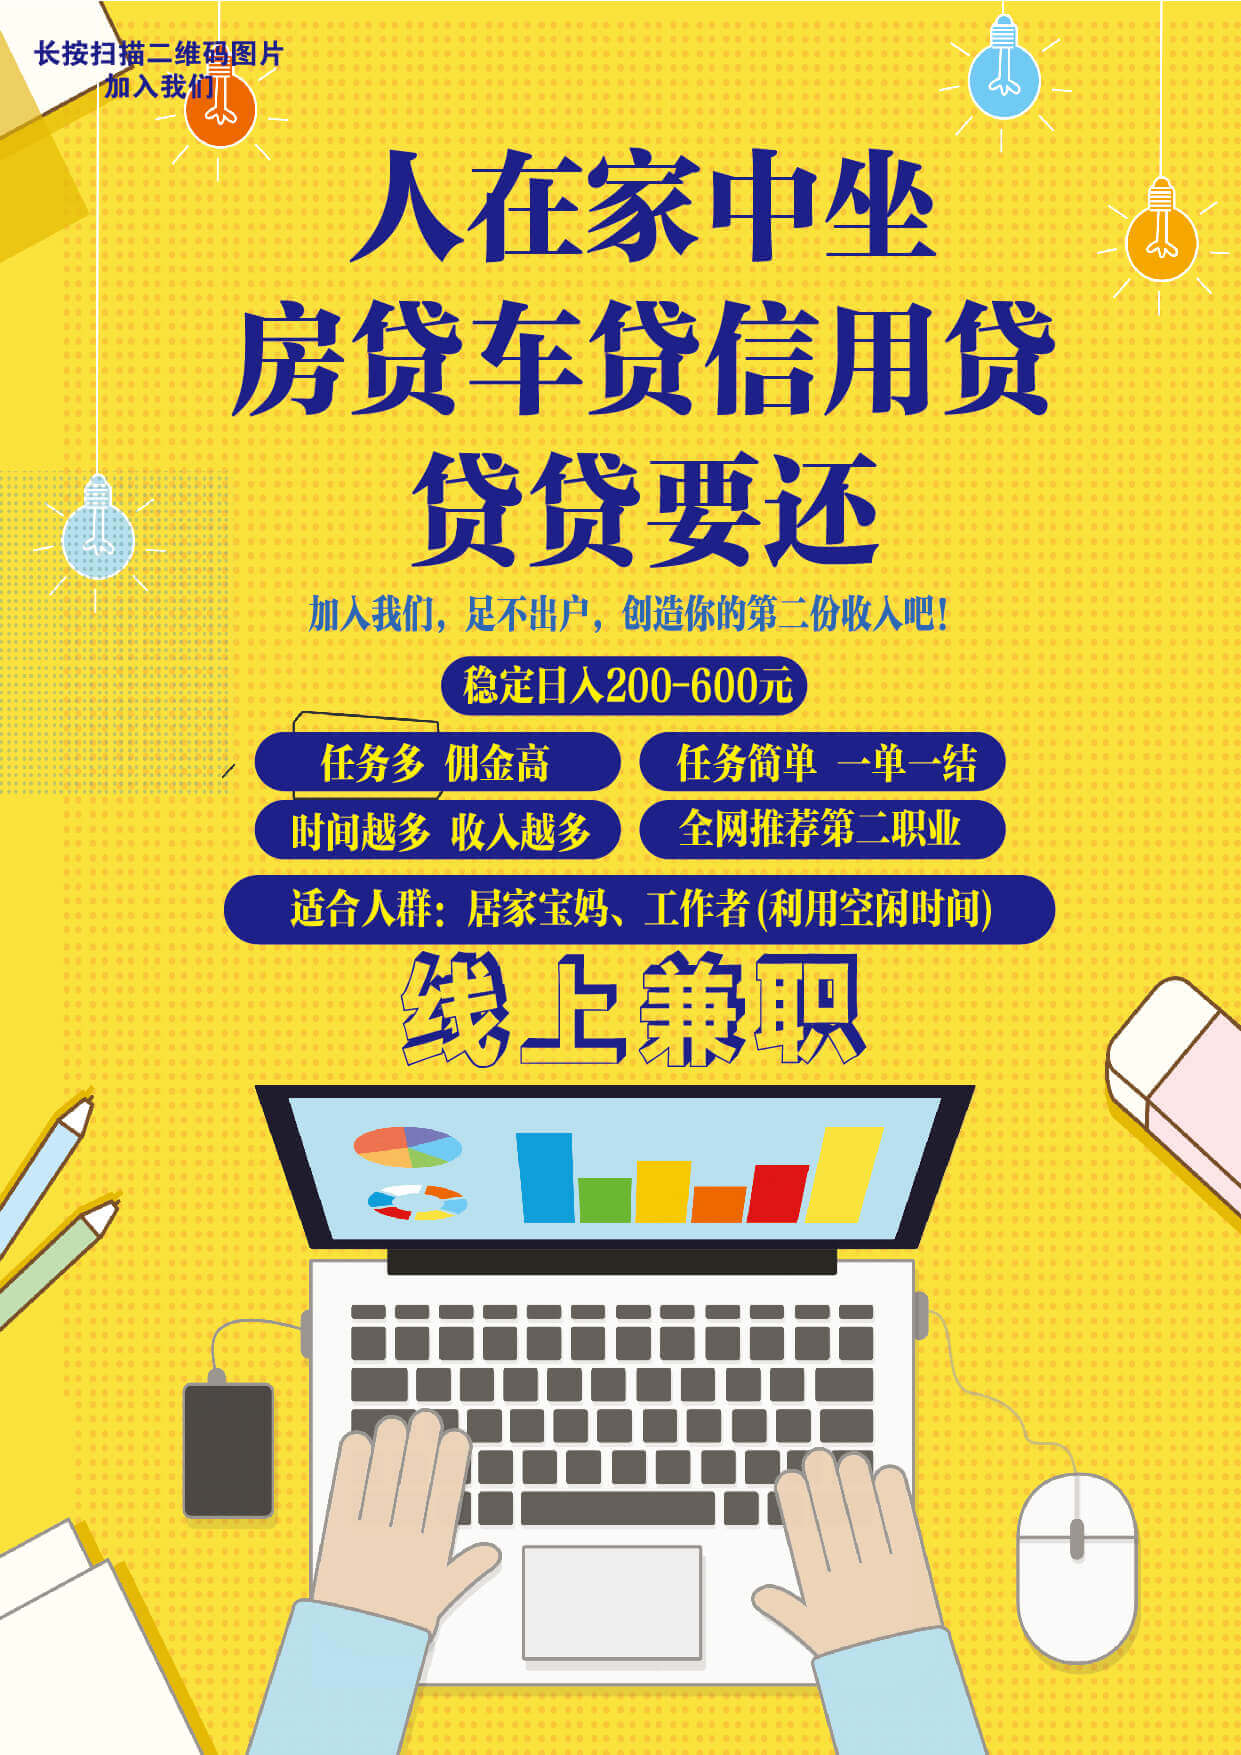 长按扫描二维码图片
加入我们
人在家中坐
房贷车贷信用贷
贷贷要还
加入我们，足不出户，创造你的第二份收入吧！
稳定日入200-600元
任务多 佣金高
任务简单 一单一结
时间越多 收入越多
全网推荐第二职业
适合人群：居家宝妈、工作者(利用空闲时间)
线上兼职